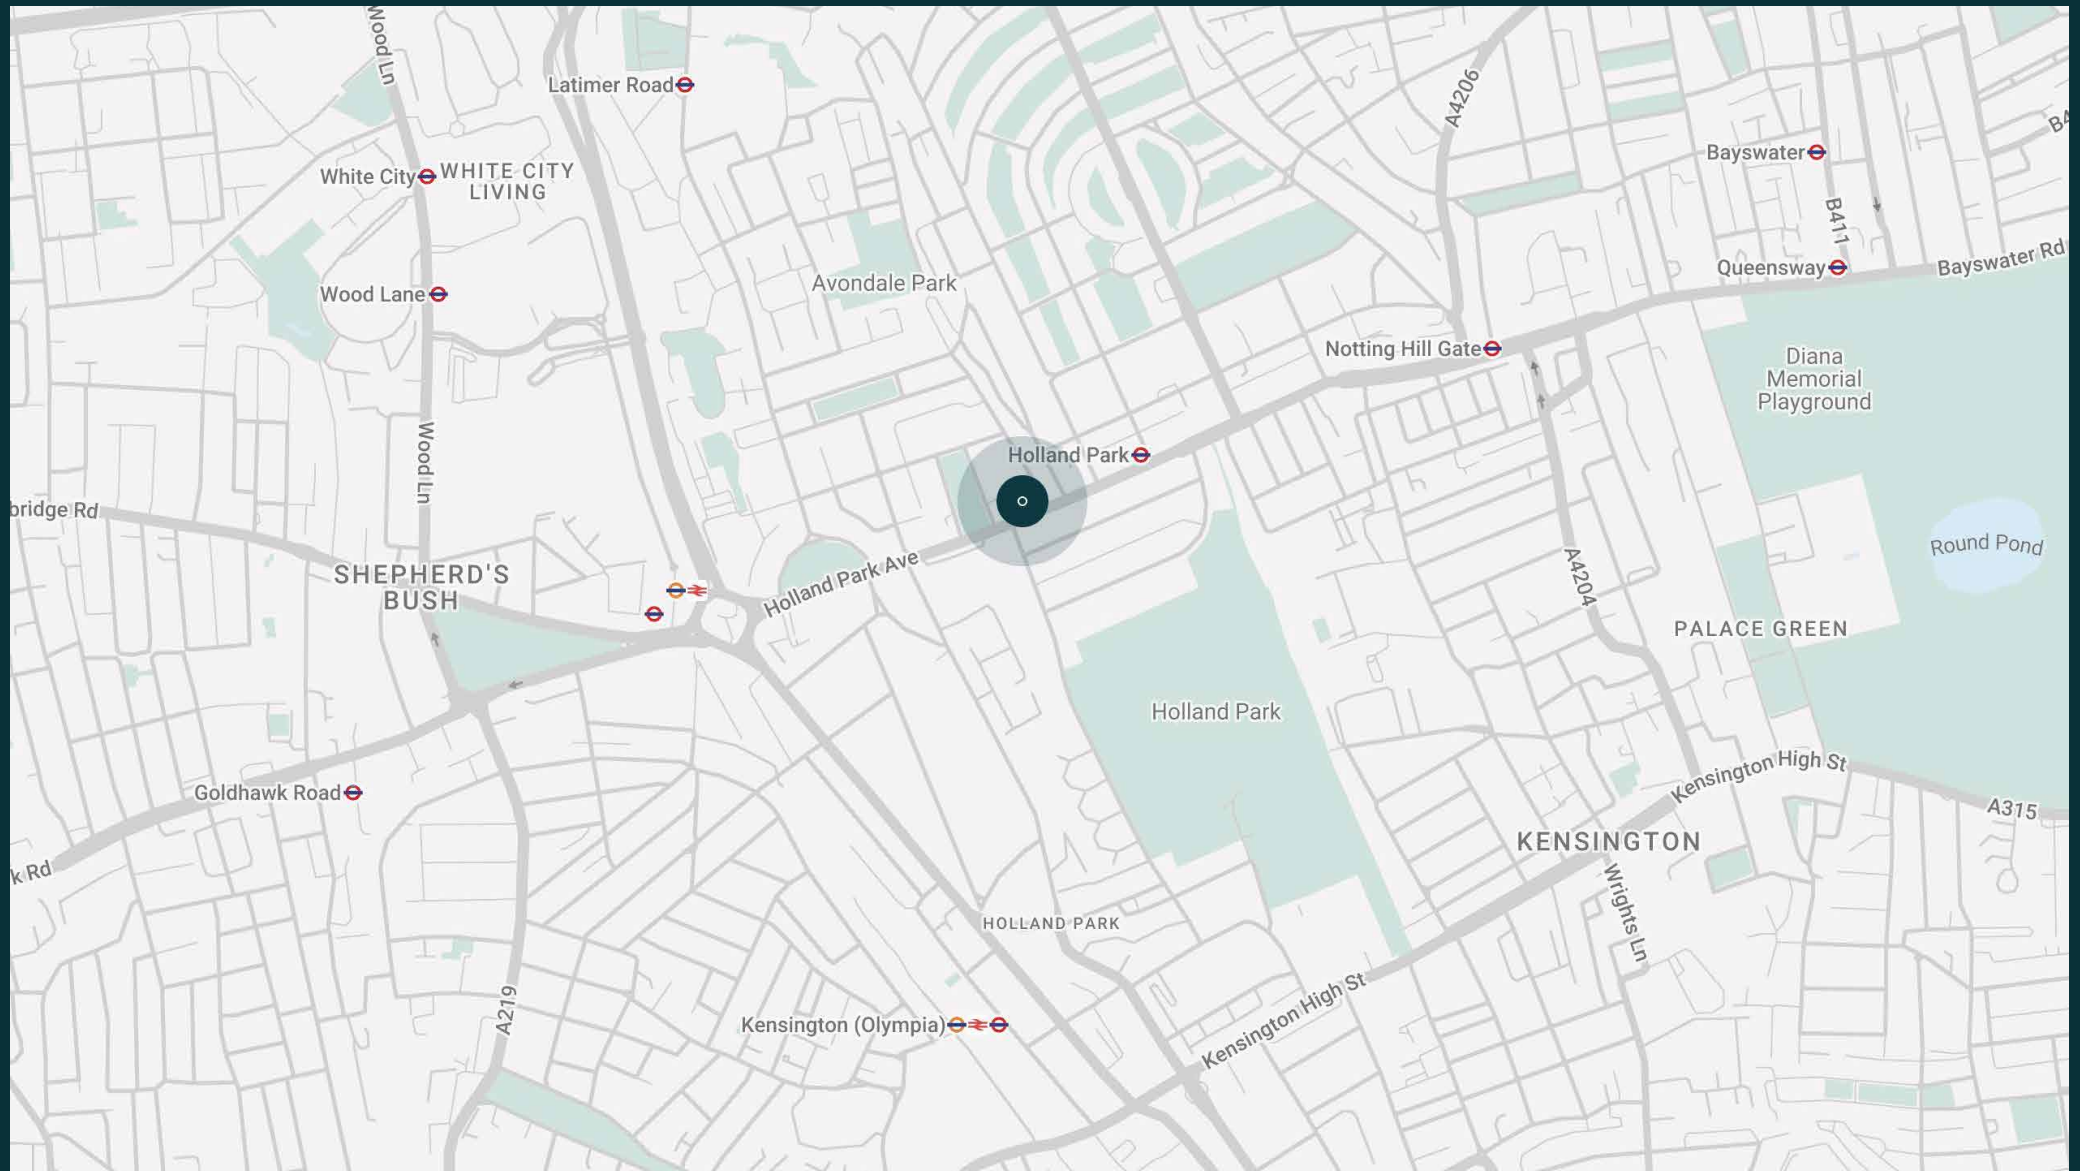 Wood Ln
Latimer Road
A4206
B4
Bayswater
White City
WHITE CITY
LIVING
B411
Bayswater Rd
Queensway
Avondale Park
Wood Lane
Notting Hill Gate
Diana
Memorial
Playground
Wood Ln
Holland Park
bridge Rd
Round Pond
Holland Park Ave
A4204
SHEPHERD'S
BUSH
PALACE GREEN
Holland Park
Kensington High St
Goldhawk Road
A315
KENSINGTON
k Rd
Wrights Ln
HOLLAND PARK
A219
Kensington High St
Kensington (Olympia)